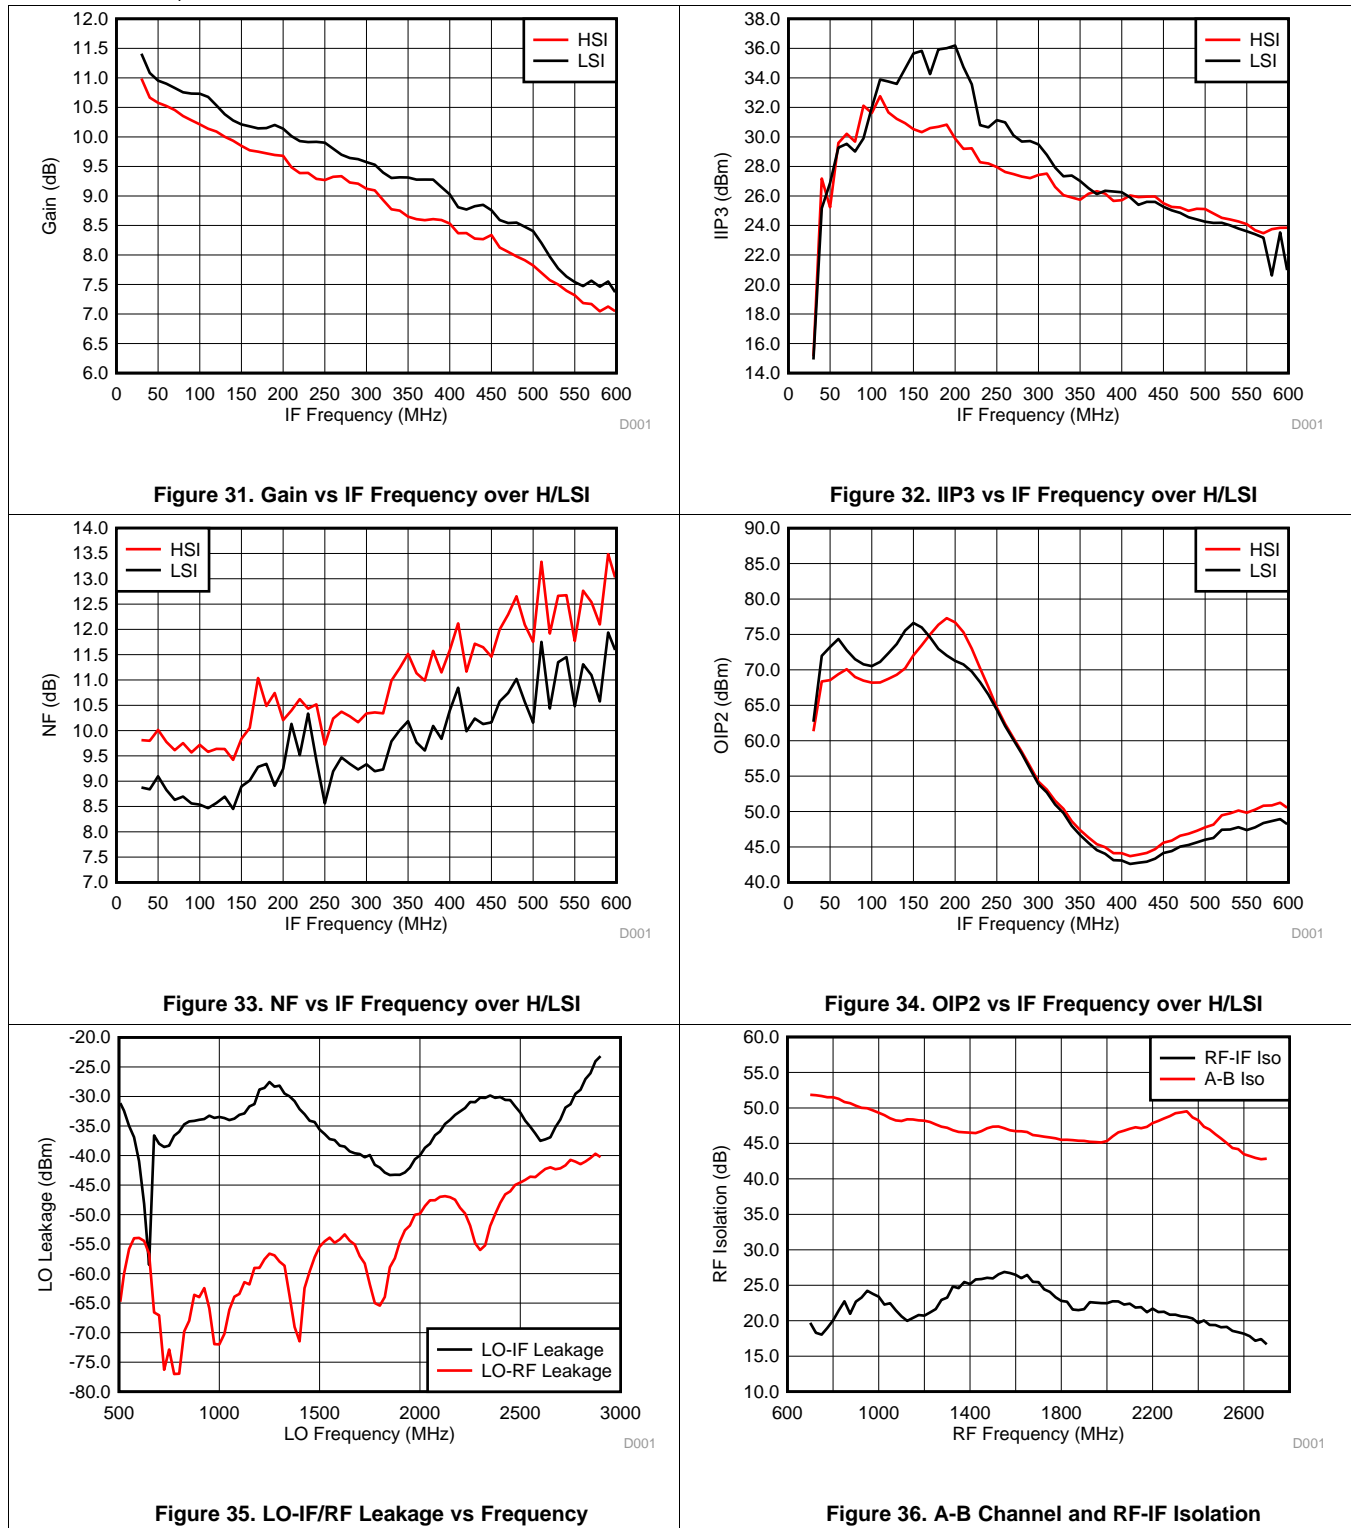 12.0
11.5
11.0
10.5
10.0
9.5
9.0
8.5
8.0
7.5
7.0
6.5
6.0
Gain (dB)
HSI
LSI
0 50 100 150 200 250 300 350 400 450 500 550 600
IF Frequency (MHz)
D001
Figure 31. Gain vs IF Frequency over H/LSI
38.0
36.0
34.0
32.0
30.0
28.0
26.0
24.0
22.0
20.0
18.0
16.0
14.0
IIP3 (dBm)
HSI
LSI
0 50 100 150 200 250 300 350 400 450 500 550 600
IF Frequency (MHz)
D001
Figure 32. IIP3 vs IF Frequency over H/LSI
14.0
13.5
13.0
12.5
12.0
11.5
11.0
10.5
10.0
9.5
9.0
8.5
8.0
7.5
7.0
NF (dB)
HSI
LSI
0 50 100 150 200 250 300 350 400 450 500 550 600
IF Frequency (MHz)
D001
Figure 33. NF vs IF Frequency over H/LSI
90.0
85.0
80.0
75.0
70.0
65.0
60.0
55.0
50.0
45.0
40.0
OIP2 (dBm)
HSI
LSI
0 50 100 150 200 250 300 350 400 450 500 550 600
IF Frequency (MHz)
D001
Figure 34. OIP2 vs IF Frequency over H/LSI
-20.0
-25.0
-30.0
-35.0
-40.0
-45.0
-50.0
-55.0
-60.0
-65.0
-70.0
-75.0
-80.0
LO Leakage (dBm)
LO-IF Leakage
LO-RF Leakage
500 1000 1500 2000 2500 3000
LO Frequency (MHz)
D001
Figure 35. LO-IF/RF Leakage vs Frequency
60.0
55.0
50.0
45.0
40.0
35.0
30.0
25.0
20.0
15.0
10.0
RF Isolation (dB)
RF-IF Iso
A-B Iso
600 1000 1400 1800 2200 2600
RF Frequency (MHz)
D001
Figure 36. A-B Channel and RF-IF Isolation